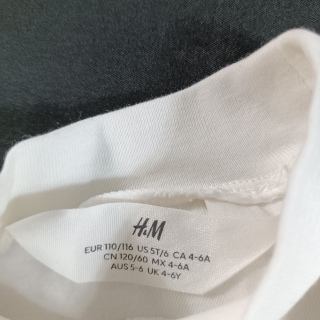 H&M
EUR 110/116 US 5T/6 CA 4-6A
CN 120/60 MX 4-6A
AUS 5-6 UK 4-6Y